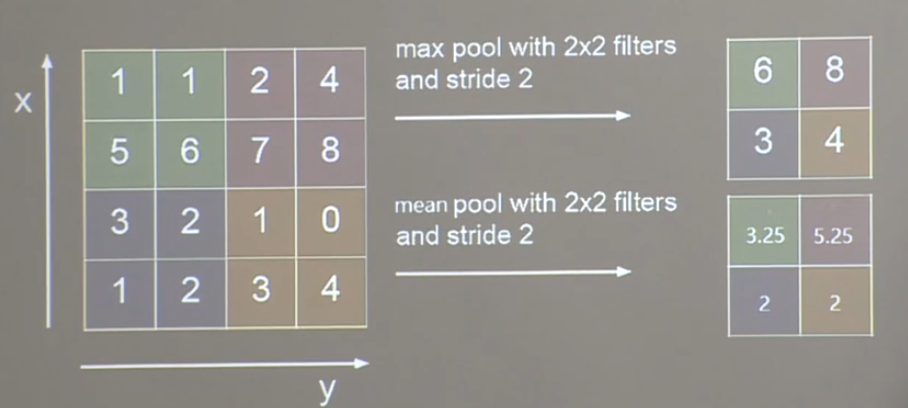 x
1 1 2 4
5 6 7 8
3 2 1 0
1 2 3 4
y
max pool with 2x2 filters
and stride 2
6 8
3 4
mean pool with 2x2 filters
and stride 2
3.25 5.25
2 2